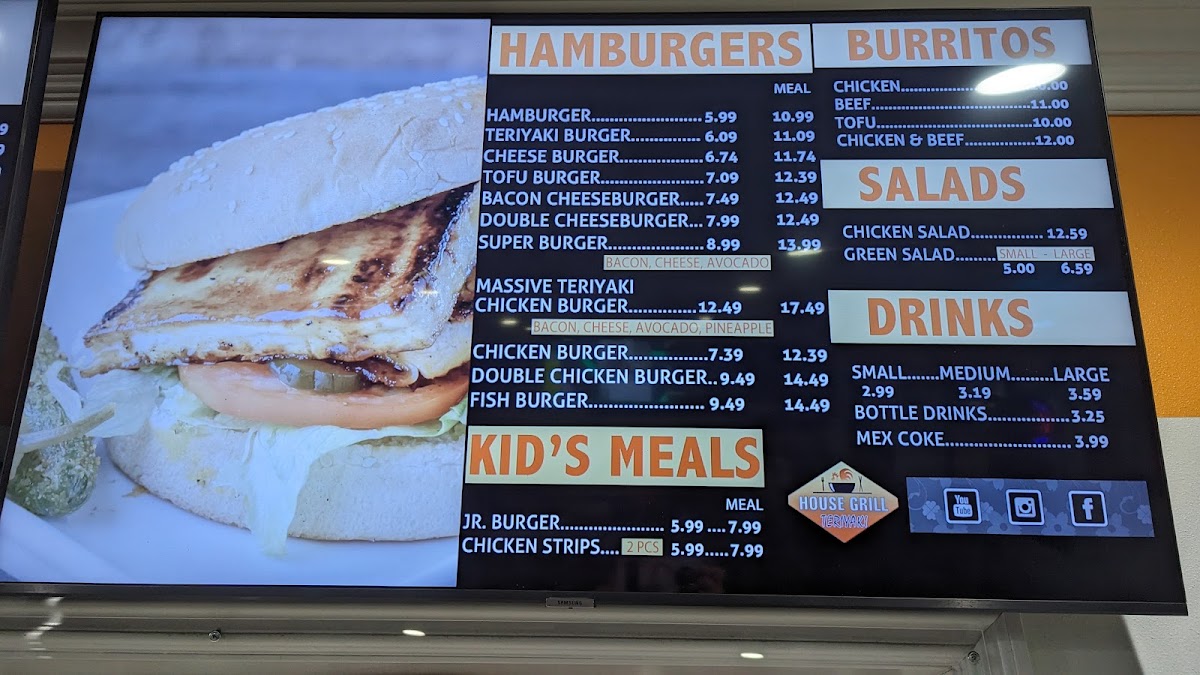 HAMBURGERS
MEAL
HAMBURGER..............................5.99 10.99
TERIYAKI BURGER................... 6.09 11.09
CHEESE BURGER......................6.74 11.74
TOFU BURGER...........................7.09 12.39
BACON CHEESEBURGER......7.49 12.49
DOUBLE CHEESEBURGER...7.99 12.49
SUPER BURGER.........................8.99 13.99
BACON, CHEESE, AVOCADO
MASSIVE TERIYAKI
CHICKEN BURGER..................12.49 17.49
BACON, CHEESE, AVOCADO, PINEAPPLE
CHICKEN BURGER.....................7.39 12.39
DOUBLE CHICKEN BURGER..9.49 14.49
FISH BURGER.............................. 9.49 14.49
KID'S MEALS
MEAL
JR. BURGER.......................... 5.99 ....7.99
CHICKEN STRIPS.... 2 PCS 5.99.....7.99
BURRITOS
CHICKEN..................
BEEF.........................................11.00
TOFU........................................10.00
CHICKEN & BEEF..................12.00
SALADS
CHICKEN SALAD.................. 12.59
GREEN SALAD......... SMALL - LARGE
5.00 6.59
DRINKS
SMALL.......MEDIUM.........LARGE
2.99 3.19 3.59
BOTTLE DRINKS....................3.25
MEX COKE.............................. 3.99
HOUSE GRILL
TERIYAKI
You
Tube
f
SAMSUNG
9